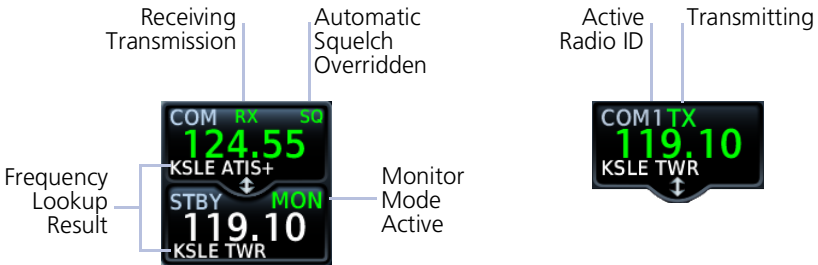 Receiving
Transmission
Automatic
Squelch
Overridden
Active
Radio ID
Transmitting
COM RX SQ
124.55
KSLE ATIS+
STBY MON
119.10
KSLE TWR
Frequency
Lookup
Result
Monitor
Mode
Active
COM1 TX
119.10
KSLE TWR